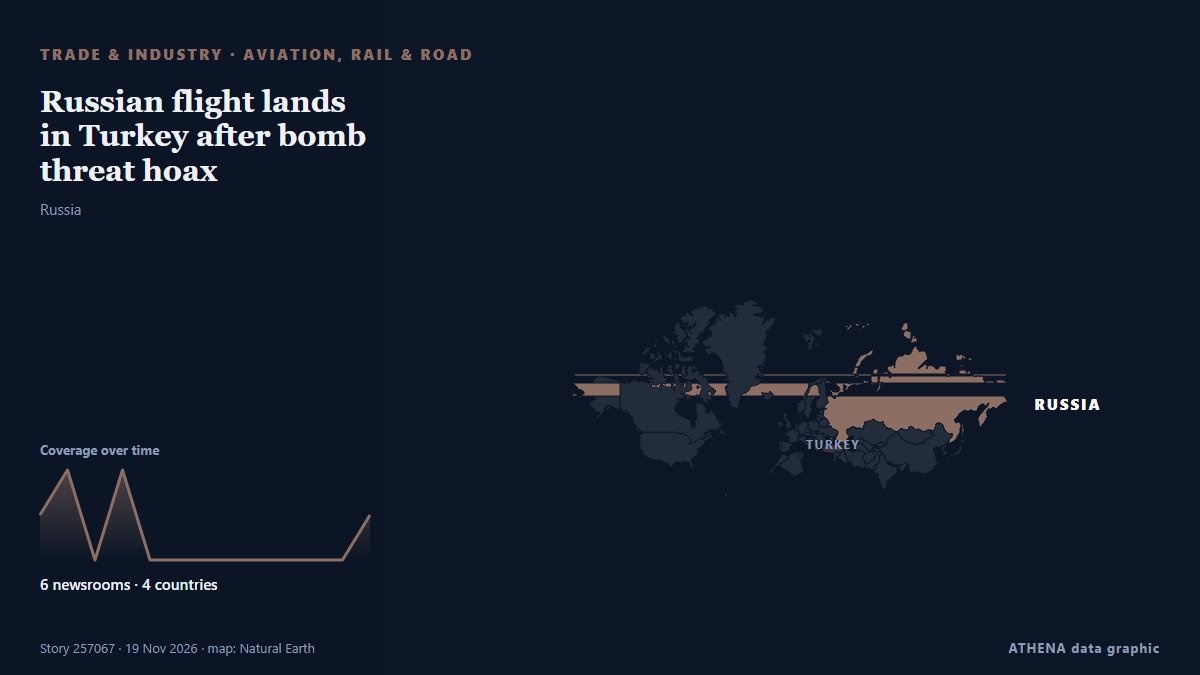 TRADE & INDUSTRY · AVIATION, RAIL & ROAD
Russian flight lands
in Turkey after bomb
threat hoax
Russia
RUSSIA
TURKEY
Coverage over time
6 newsrooms · 4 countries
Story 257067 · 19 Nov 2026 · map: Natural Earth
ATHENA data graphic